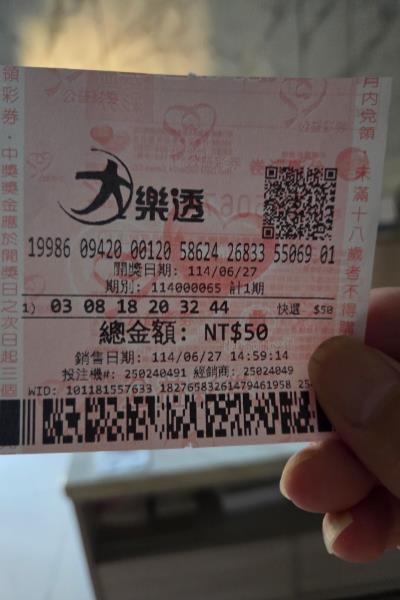 大樂透
19986 09420 00120 58624 26833 55069 01
開獎日期: 114/06/27
期別: 114000065 計1期
1) 03 08 18 20 32 44 快選 $50
總金額: NT$50
銷售日期: 114/06/27 14:59:14
投注機#: 250240491 經銷商: 25024049
WID: 101181557633 18276583261479461958 25
領彩券‧中獎獎金應於開獎日之次日起三個
月內兌領
未滿十八歲者不得購